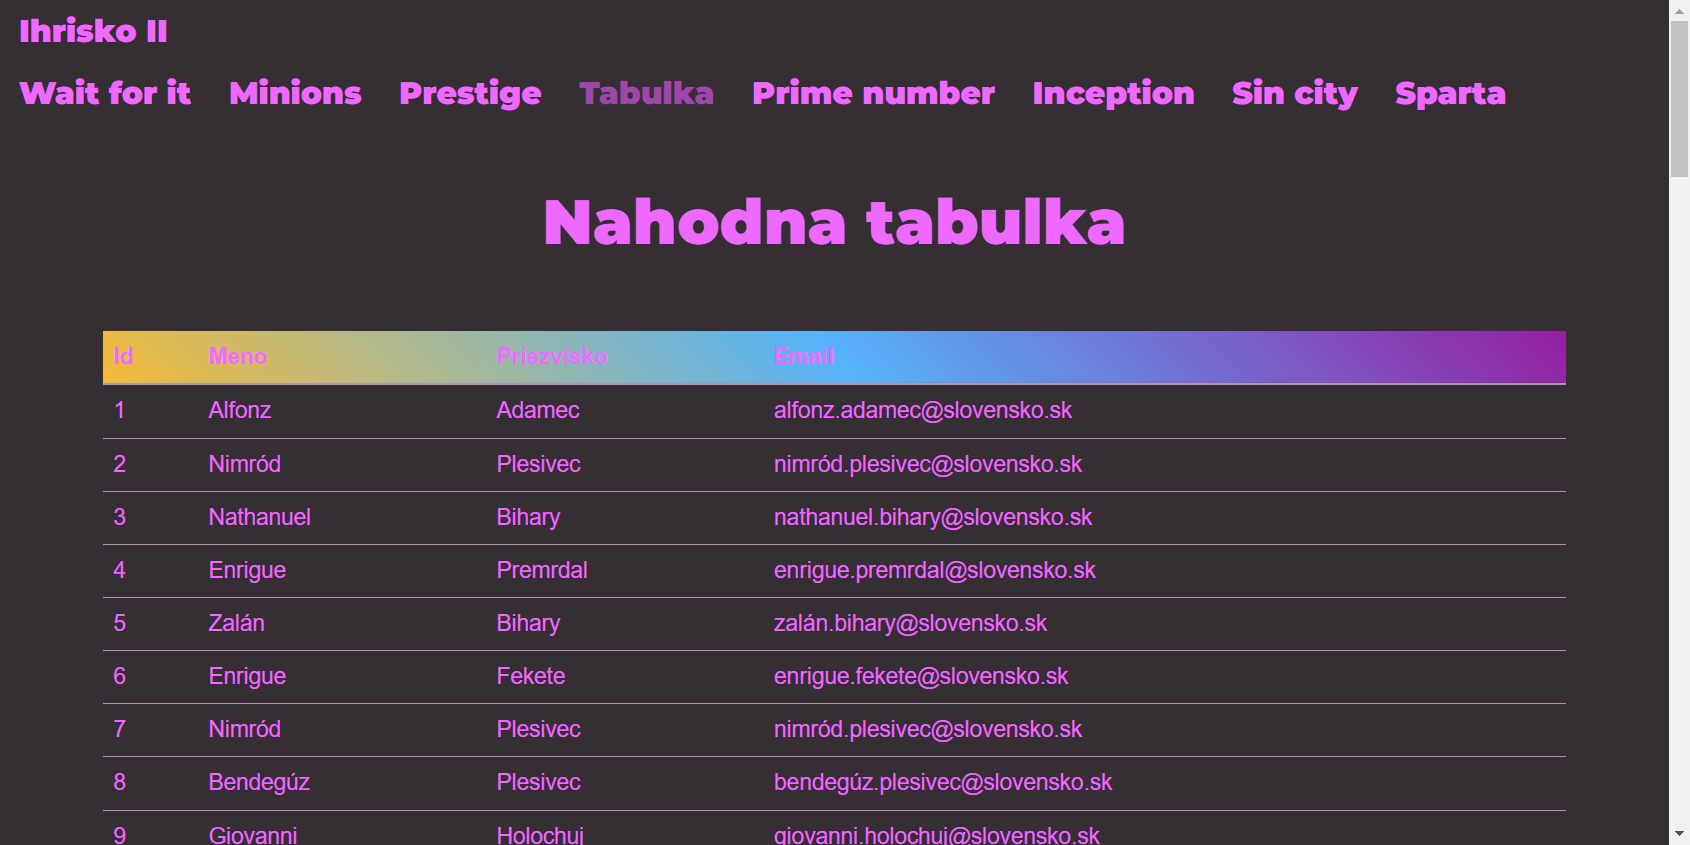 Ihrisko II
Wait for it Minions Prestige Tabulka Prime number Inception Sin city Sparta
Nahodna tabulka
Id Meno Priezvisko Email
1 Alfonz Adamec alfonz.adamec@slovensko.sk
2 Nimród Plesivec nimród.plesivec@slovensko.sk
3 Nathanuel Bihary nathanuel.bihary@slovensko.sk
4 Enrigue Premrdal enrigue.premrdal@slovensko.sk
5 Zalán Bihary zalán.bihary@slovensko.sk
6 Enrigue Fekete enrigue.fekete@slovensko.sk
7 Nimród Plesivec nimród.plesivec@slovensko.sk
8 Bendegúz Plesivec bendegúz.plesivec@slovensko.sk
9 Giovanni Holochuj giovanni.holochuj@slovensko.sk